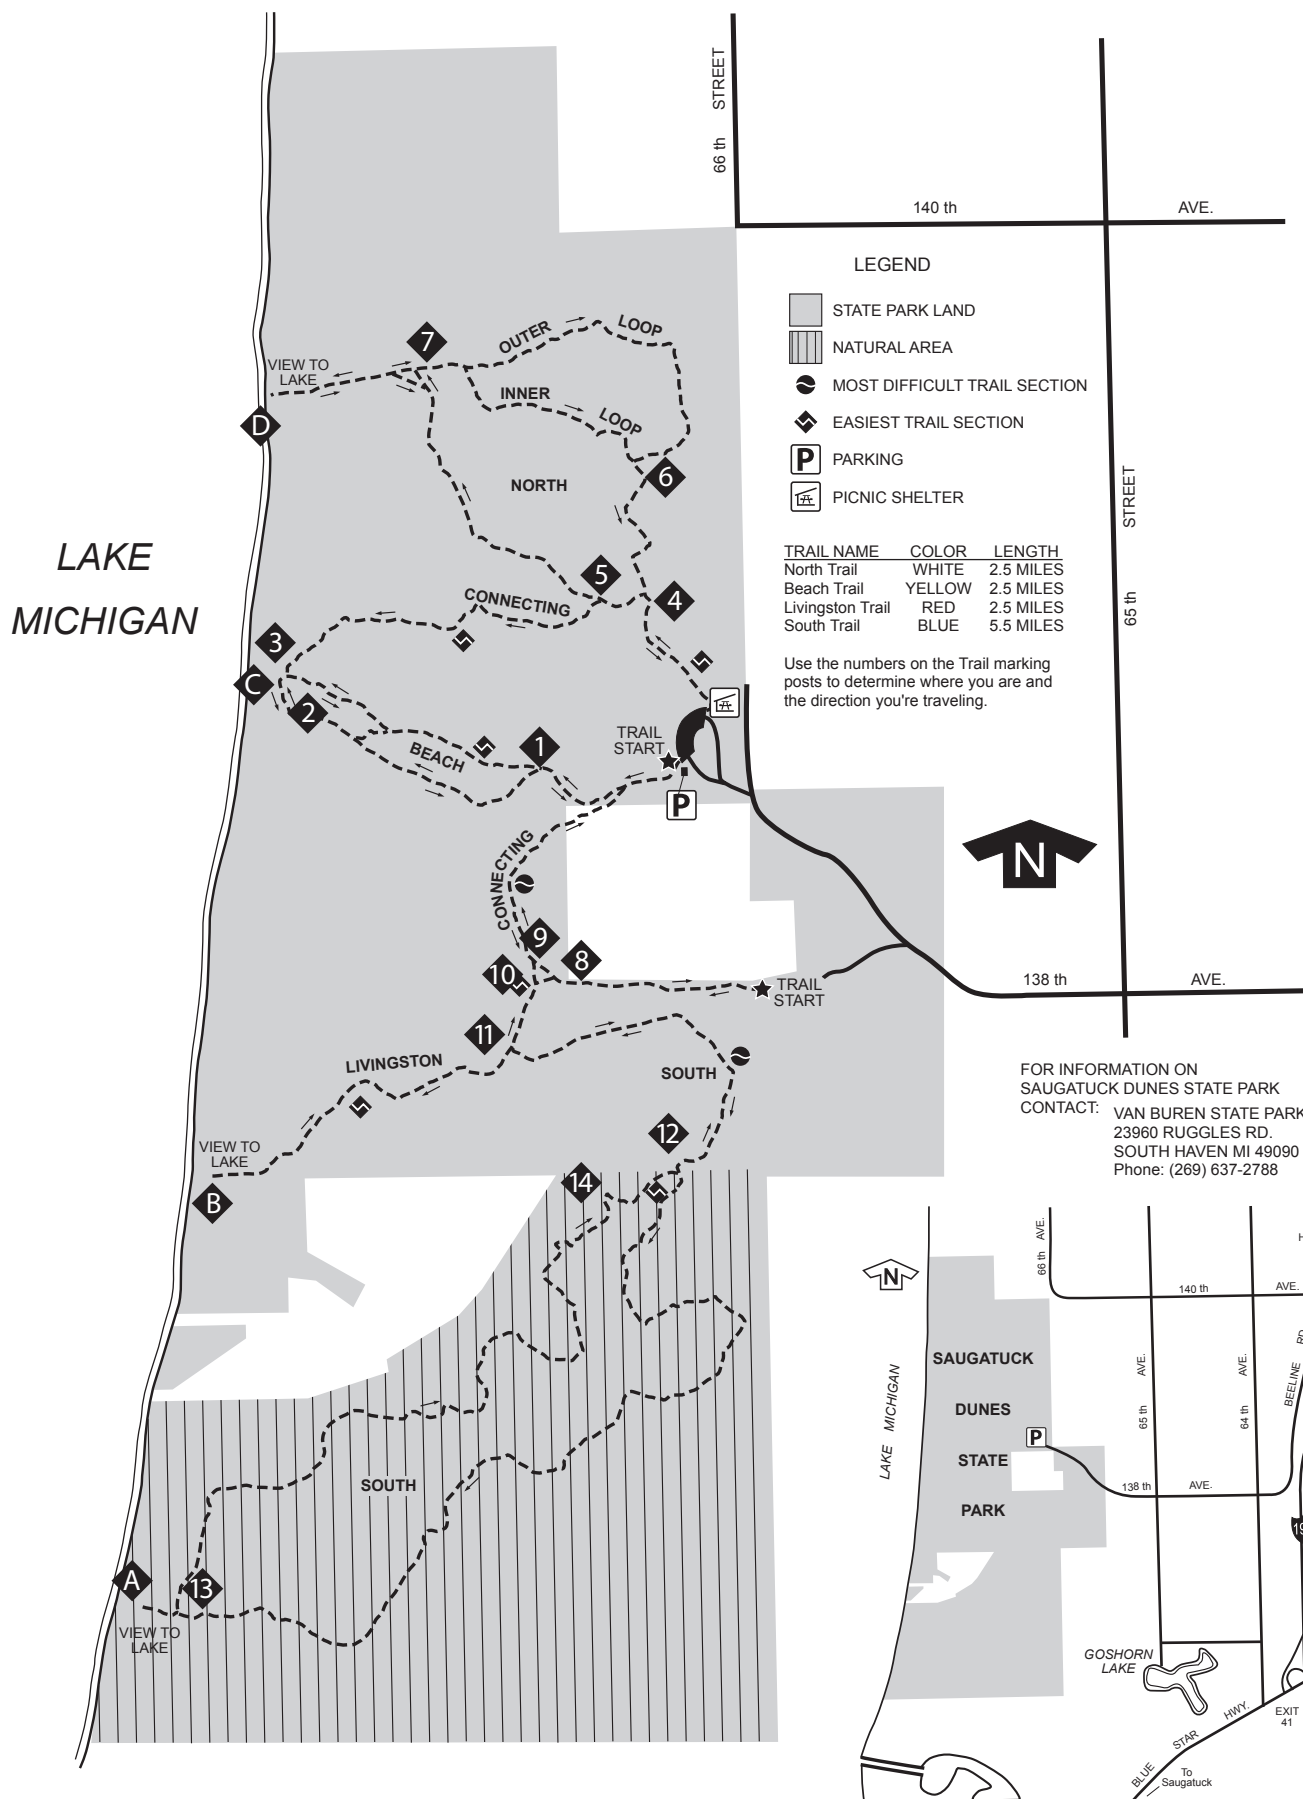 66 th STREET
140 th AVE.
LEGEND
STATE PARK LAND
NATURAL AREA
MOST DIFFICULT TRAIL SECTION
EASIEST TRAIL SECTION
P PARKING
PICNIC SHELTER
TRAIL NAME COLOR LENGTH
North Trail WHITE 2.5 MILES
Beach Trail YELLOW 2.5 MILES
Livingston Trail RED 2.5 MILES
South Trail BLUE 5.5 MILES
Use the numbers on the Trail marking
posts to determine where you are and
the direction you're traveling.
65 th STREET
LAKE
MICHIGAN
7
OUTER LOOP
VIEW TO
LAKE
INNER LOOP
D
6
NORTH
5
4
CONNECTING
3
C
2
BEACH
1
TRAIL
START
P
N
CONNECTING
9
8
10
TRAIL
START
138 th AVE.
11
LIVINGSTON
SOUTH
12
VIEW TO
LAKE
B
14
SOUTH
A
13
VIEW TO
LAKE
FOR INFORMATION ON
SAUGATUCK DUNES STATE PARK
CONTACT:
VAN BUREN STATE PARK
23960 RUGGLES RD.
SOUTH HAVEN MI 49090
Phone: (269) 637-2788
N
66 th AVE.
H
140 th AVE.
LAKE MICHIGAN
SAUGATUCK
DUNES
STATE
PARK
P
65 th AVE.
64 th AVE.
BEELINE RD
138 th AVE.
19
GOSHORN
LAKE
EXIT
41
BLUE STAR HWY.
To
Saugatuck